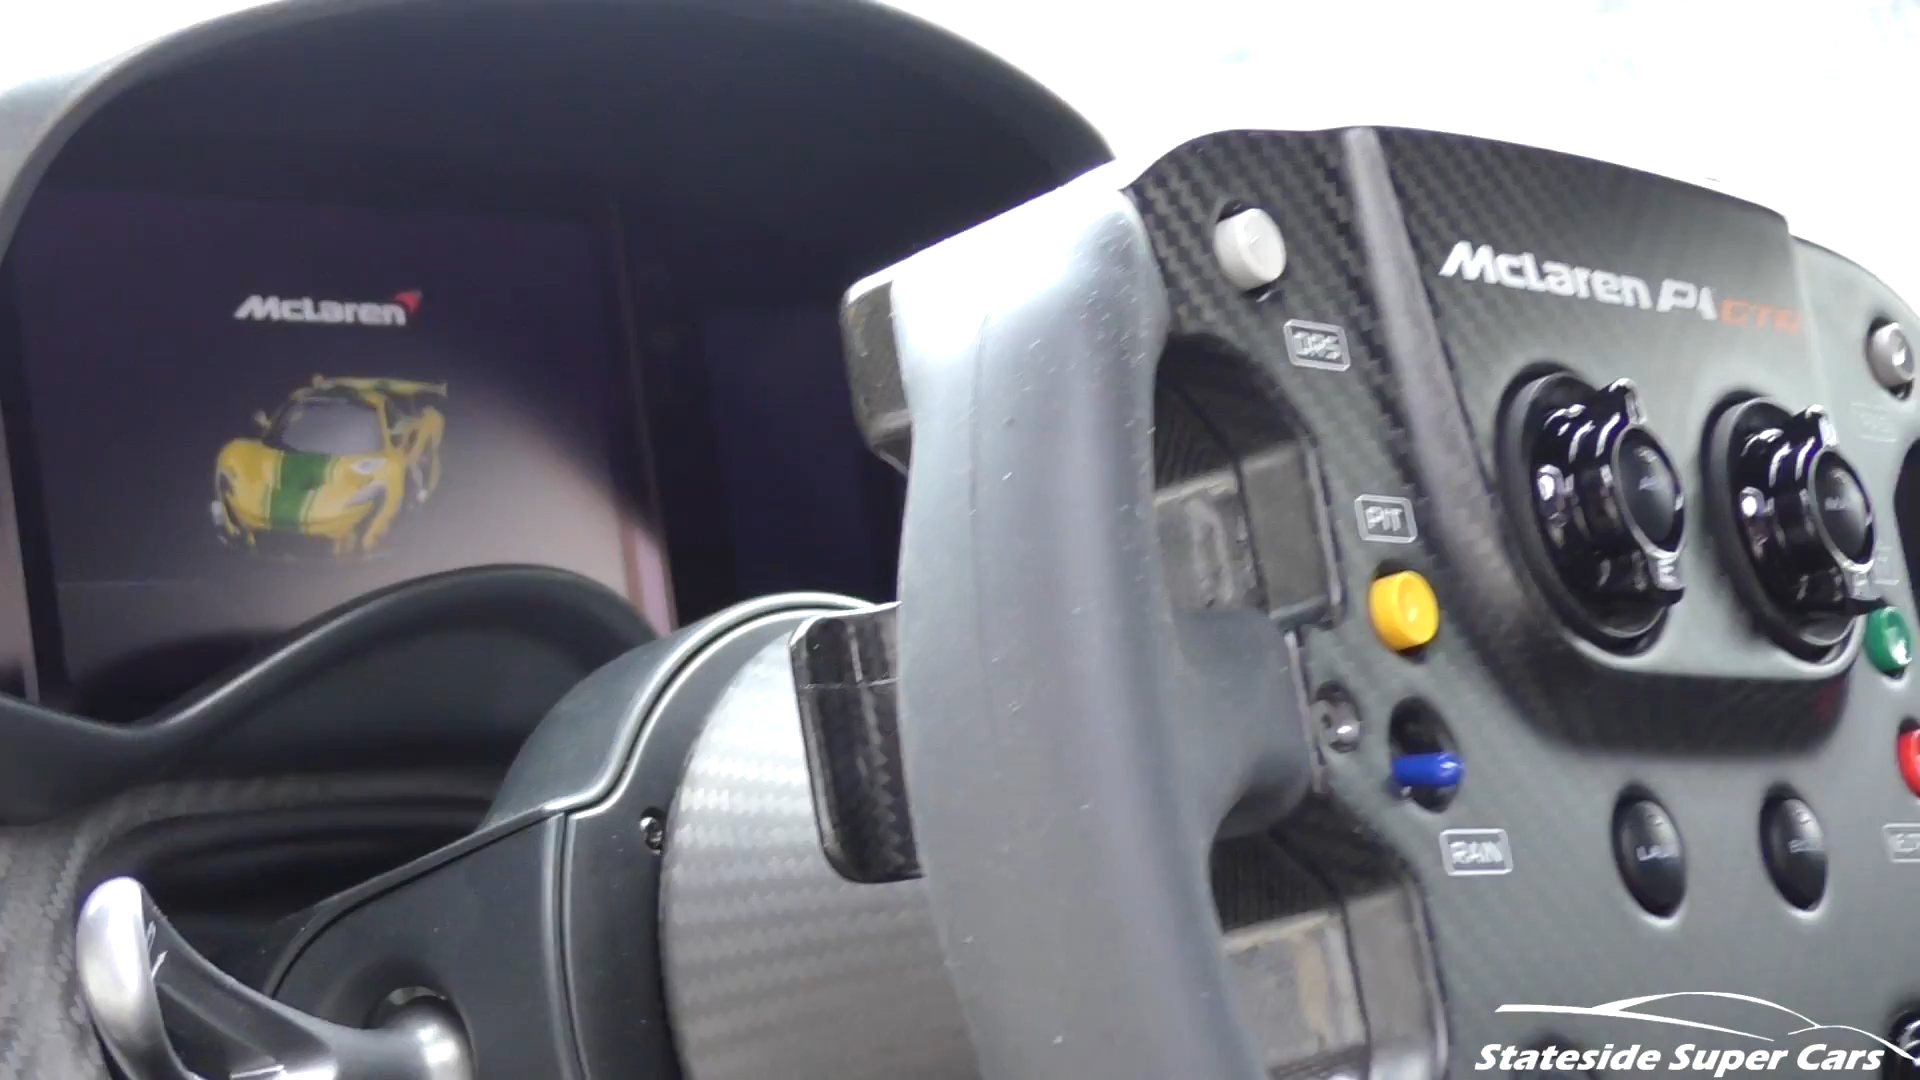 McLaren
McLaren P1 GTR
DRS
PIT
RAIN
Stateside Super Cars